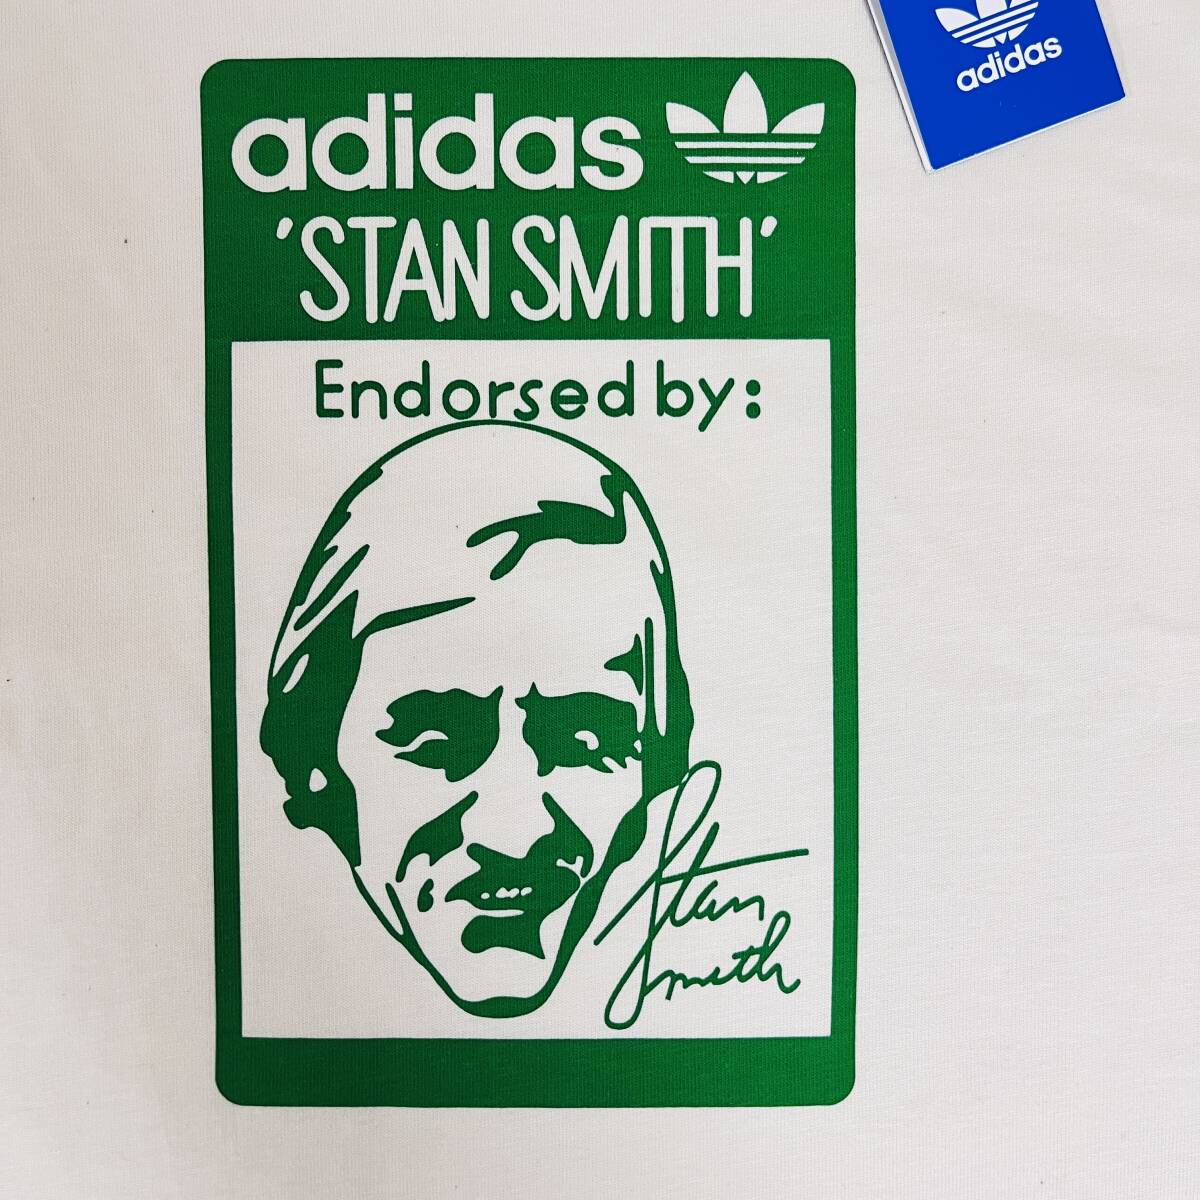 adidas
'STAN SMITH'
Endorsed by:
Stan
Smith
adidas